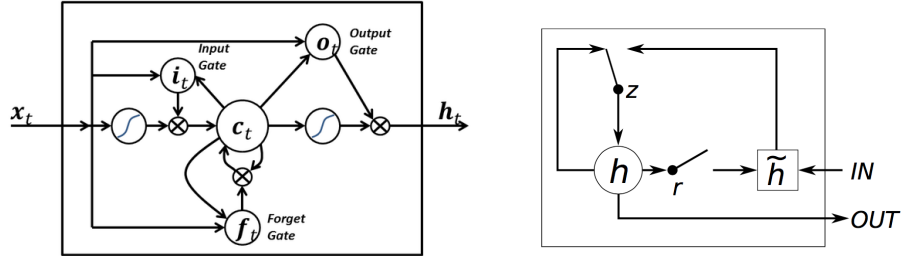 x_t
i_t
Input
Gate
o_t
Output
Gate
c_t
h_t
f_t
Forget
Gate
z
h
r
h̃
IN
OUT